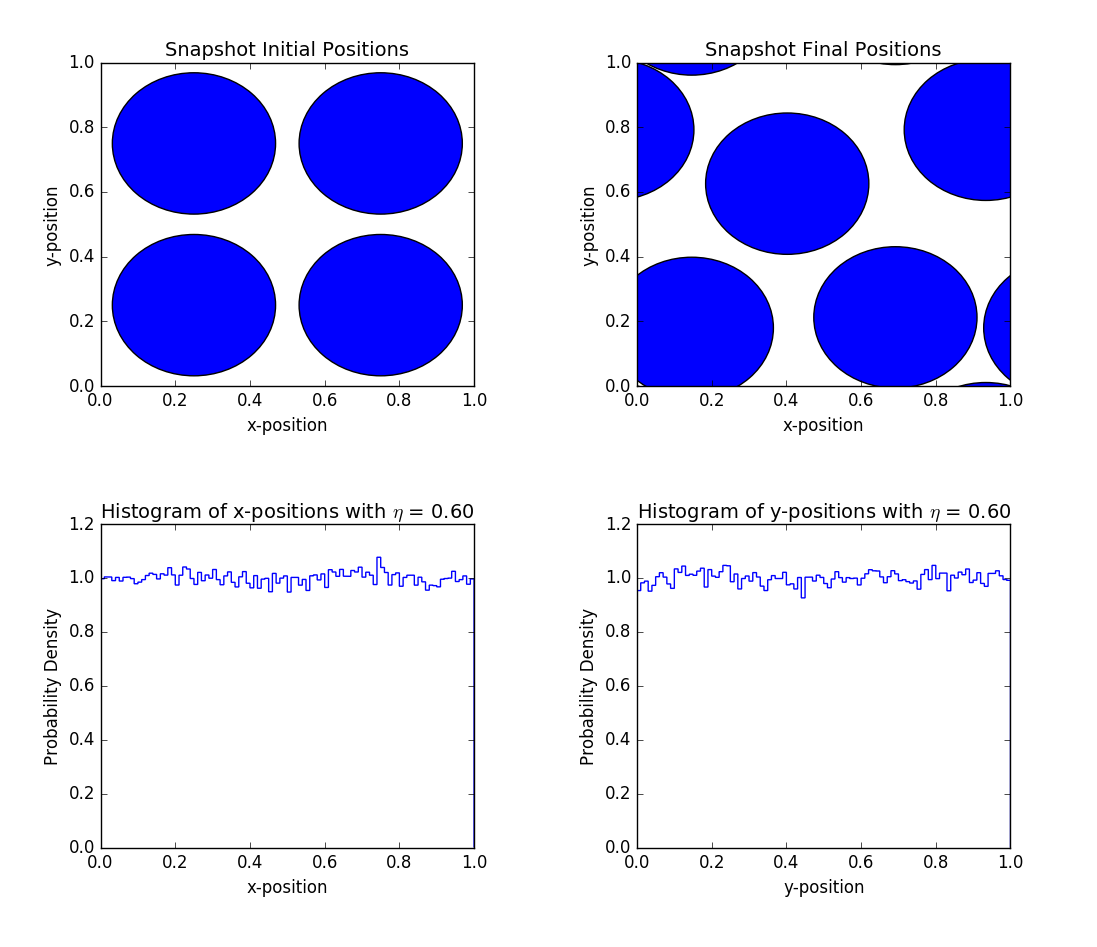 Snapshot Initial Positions
1.0
0.8
0.6
0.4
0.2
0.0
y-position
0.0 0.2 0.4 0.6 0.8 1.0
x-position
Snapshot Final Positions
1.0
0.8
0.6
0.4
0.2
0.0
y-position
0.0 0.2 0.4 0.6 0.8 1.0
x-position
Histogram of x-positions with η = 0.60
1.2
1.0
0.8
0.6
0.4
0.2
0.0
Probability Density
0.0 0.2 0.4 0.6 0.8 1.0
x-position
Histogram of y-positions with η = 0.60
1.2
1.0
0.8
0.6
0.4
0.2
0.0
Probability Density
0.0 0.2 0.4 0.6 0.8 1.0
y-position